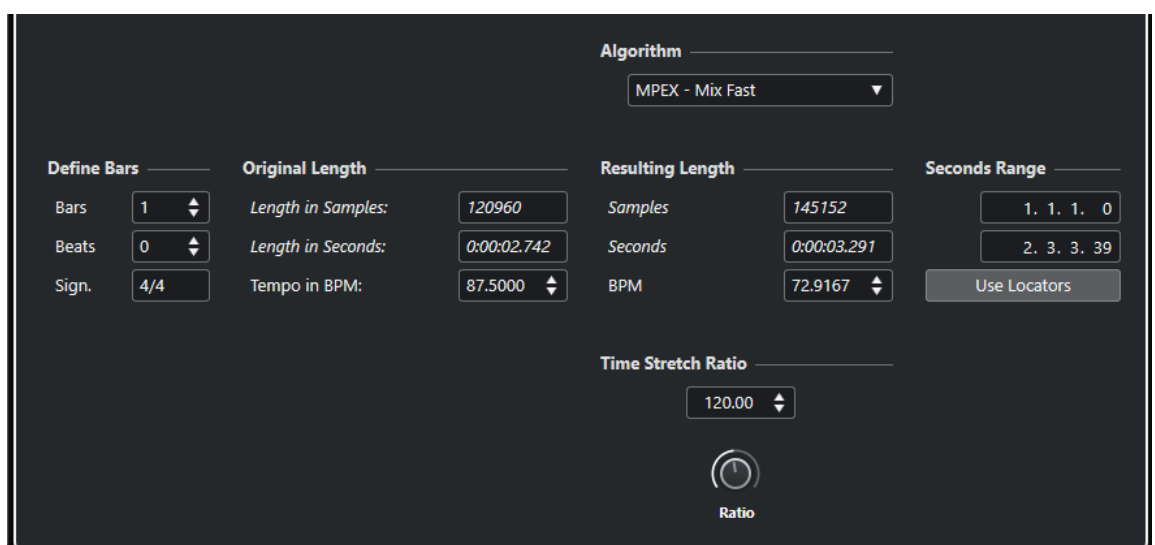 Algorithm
MPEX - Mix Fast
Define Bars Original Length Resulting Length Seconds Range
Bars 1 Length in Samples: 120960 Samples 145152 1. 1. 1. 0
Beats 0 Length in Seconds: 0:00:02.742 Seconds 0:00:03.291 2. 3. 3. 39
Sign. 4/4 Tempo in BPM: 87.5000 BPM 72.9167 Use Locators
Time Stretch Ratio
120.00
Ratio